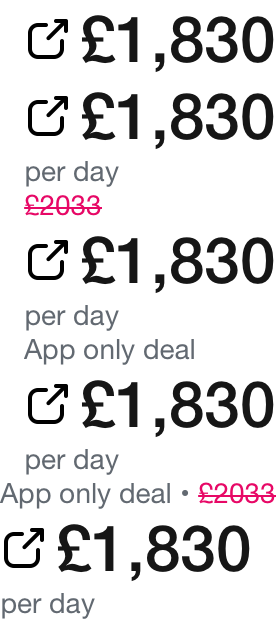 £1,830
£1,830
per day
£2033
£1,830
per day
App only deal
£1,830
per day
App only deal • £2033
£1,830
per day